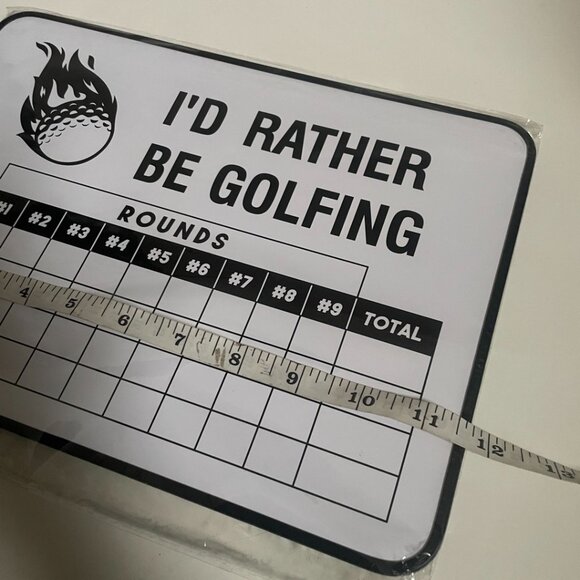 I'D RATHER
BE GOLFING
ROUNDS
#1 #2 #3 #4 #5 #6 #7 #8 #9 TOTAL
4 5 6 7 8 9 10 11 12 13